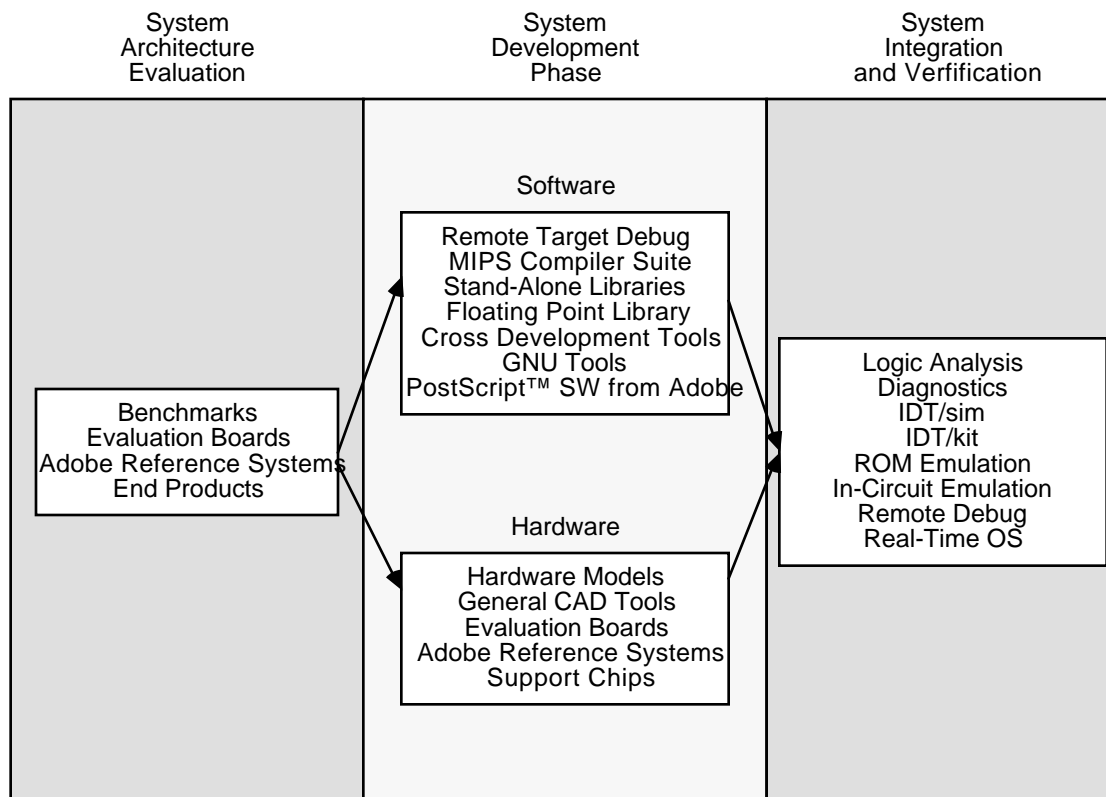 System
Architecture
Evaluation
System
Development
Phase
System
Integration
and Verfification
Software
Remote Target Debug
MIPS Compiler Suite
Stand-Alone Libraries
Floating Point Library
Cross Development Tools
GNU Tools
PostScript™ SW from Adobe
Benchmarks
Evaluation Boards
Adobe Reference Systems
End Products
Hardware
Hardware Models
General CAD Tools
Evaluation Boards
Adobe Reference Systems
Support Chips
Logic Analysis
Diagnostics
IDT/sim
IDT/kit
ROM Emulation
In-Circuit Emulation
Remote Debug
Real-Time OS